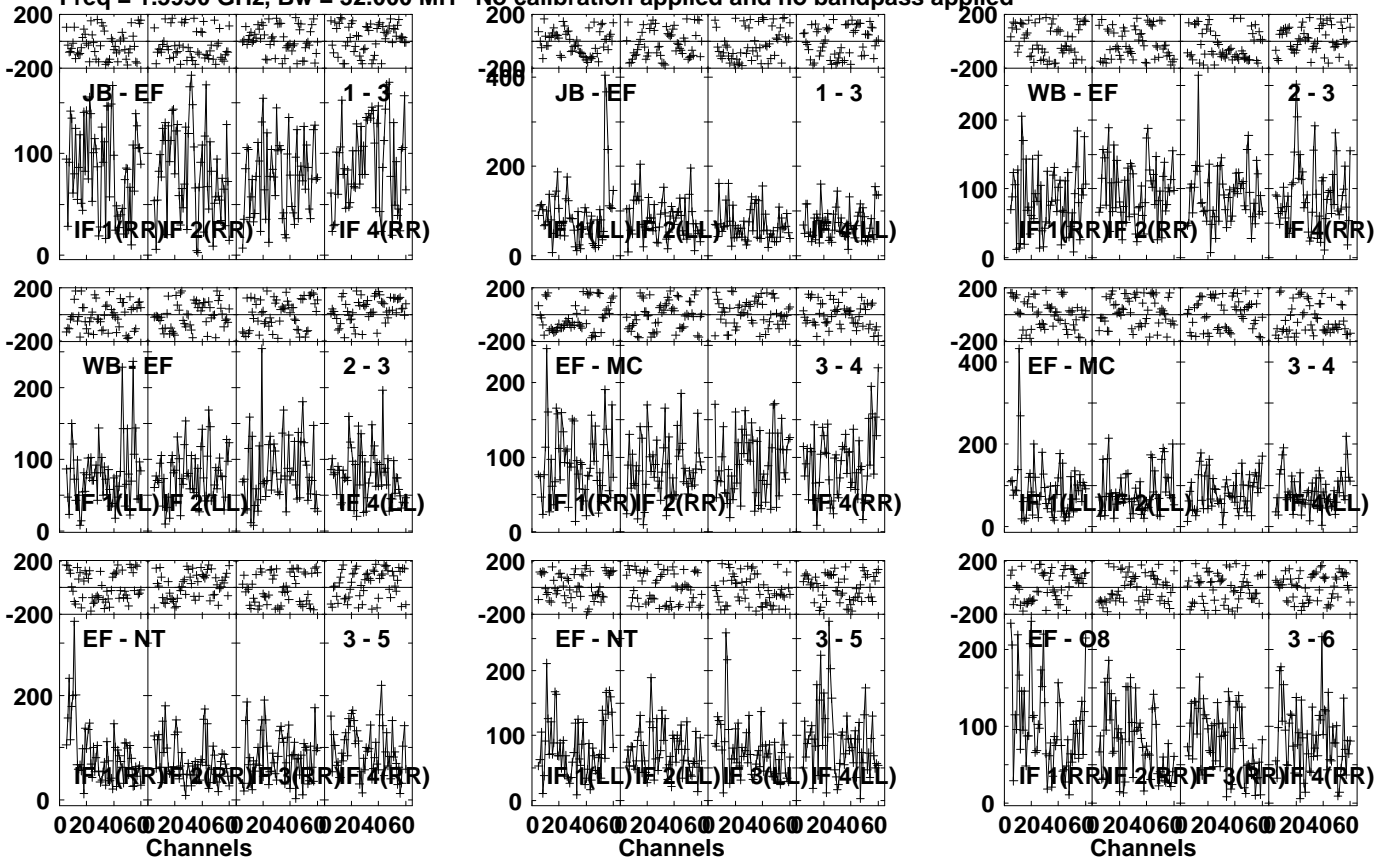 Freq = 1.5956 GHz, Bw = 32.000 MH No calibration applied and no bandpass applied
200
-200
JB - EF 1 - 3
100
0
IF 1(RR) IF 2(RR) IF 4(RR)
-200
400
JB - EF 1 - 3
200
0
IF 1(LL) IF 2(LL) IF 4(LL)
200
-200
WB - EF 2 - 3
200
100
0
IF 1(RR) IF 2(RR) IF 4(RR)
200
-200
WB - EF 2 - 3
200
100
0
IF 1(LL) IF 2(LL) IF 4(LL)
200
-200
EF - MC 3 - 4
200
100
0
IF 1(RR) IF 2(RR) IF 4(RR)
200
-200
EF - MC 3 - 4
400
200
0
IF 1(LL) IF 2(LL) IF 4(LL)
200
-200
EF - NT 3 - 5
200
0
IF 1(RR) IF 2(RR) IF 3(RR) IF 4(RR)
0 20 40 60 0 20 40 60 0 20 40 60 0 20 40 60
Channels
200
-200
EF - NT 3 - 5
200
100
0
IF 1(LL) IF 2(LL) IF 3(LL) IF 4(LL)
0 20 40 60 0 20 40 60 0 20 40 60 0 20 40 60
Channels
200
-200
EF - O8 3 - 6
200
100
0
IF 1(RR) IF 2(RR) IF 3(RR) IF 4(RR)
0 20 40 60 0 20 40 60 0 20 40 60 0 20 40 60
Channels